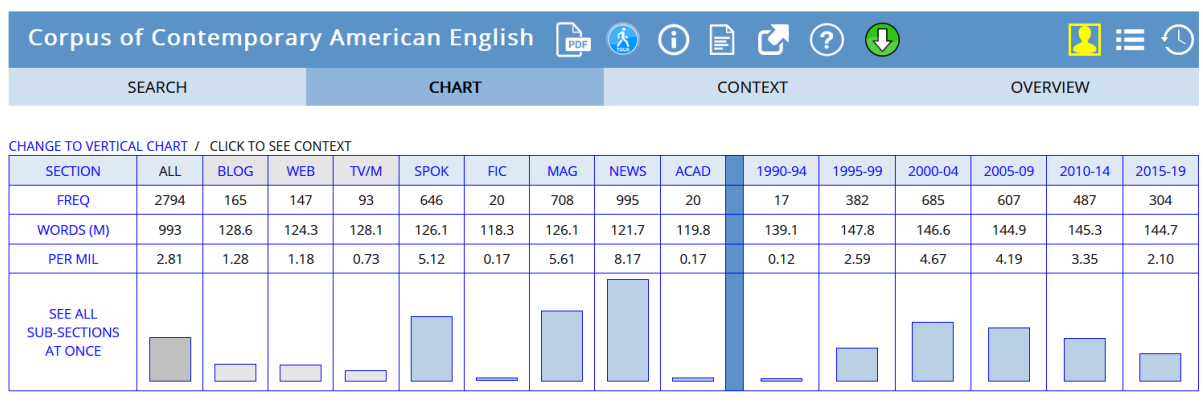 Corpus of Contemporary American English PDF TOUR i ?
SEARCH CHART CONTEXT OVERVIEW
CHANGE TO VERTICAL CHART / CLICK TO SEE CONTEXT
SECTION ALL BLOG WEB TV/M SPOK FIC MAG NEWS ACAD 1990-94 1995-99 2000-04 2005-09 2010-14 2015-19
FREQ 2794 165 147 93 646 20 708 995 20 17 382 685 607 487 304
WORDS (M) 993 128.6 124.3 128.1 126.1 118.3 126.1 121.7 119.8 139.1 147.8 146.6 144.9 145.3 144.7
PER MIL 2.81 1.28 1.18 0.73 5.12 0.17 5.61 8.17 0.17 0.12 2.59 4.67 4.19 3.35 2.10
SEE ALL
SUB-SECTIONS
AT ONCE